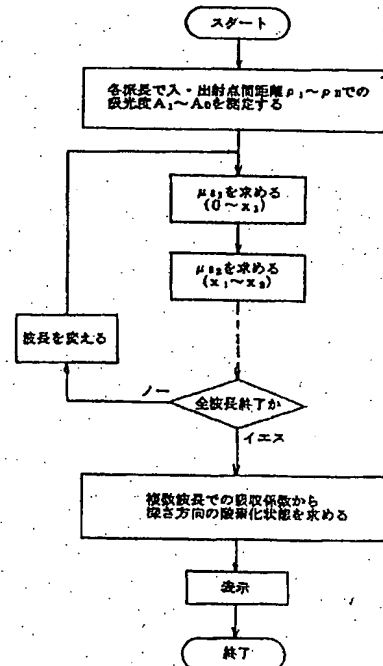 スタート
各波長で入・出射点間距離ρ₁～ρnでの
吸光度A₁～Anを測定する
μa₁を求める
(0～x₁)
μa₂を求める
(x₁～x₂)
波長を変える
ノー
全波長終了か
イエス
複数波長での吸収係数から
深さ方向の酸素化状態を求める
表示
終了